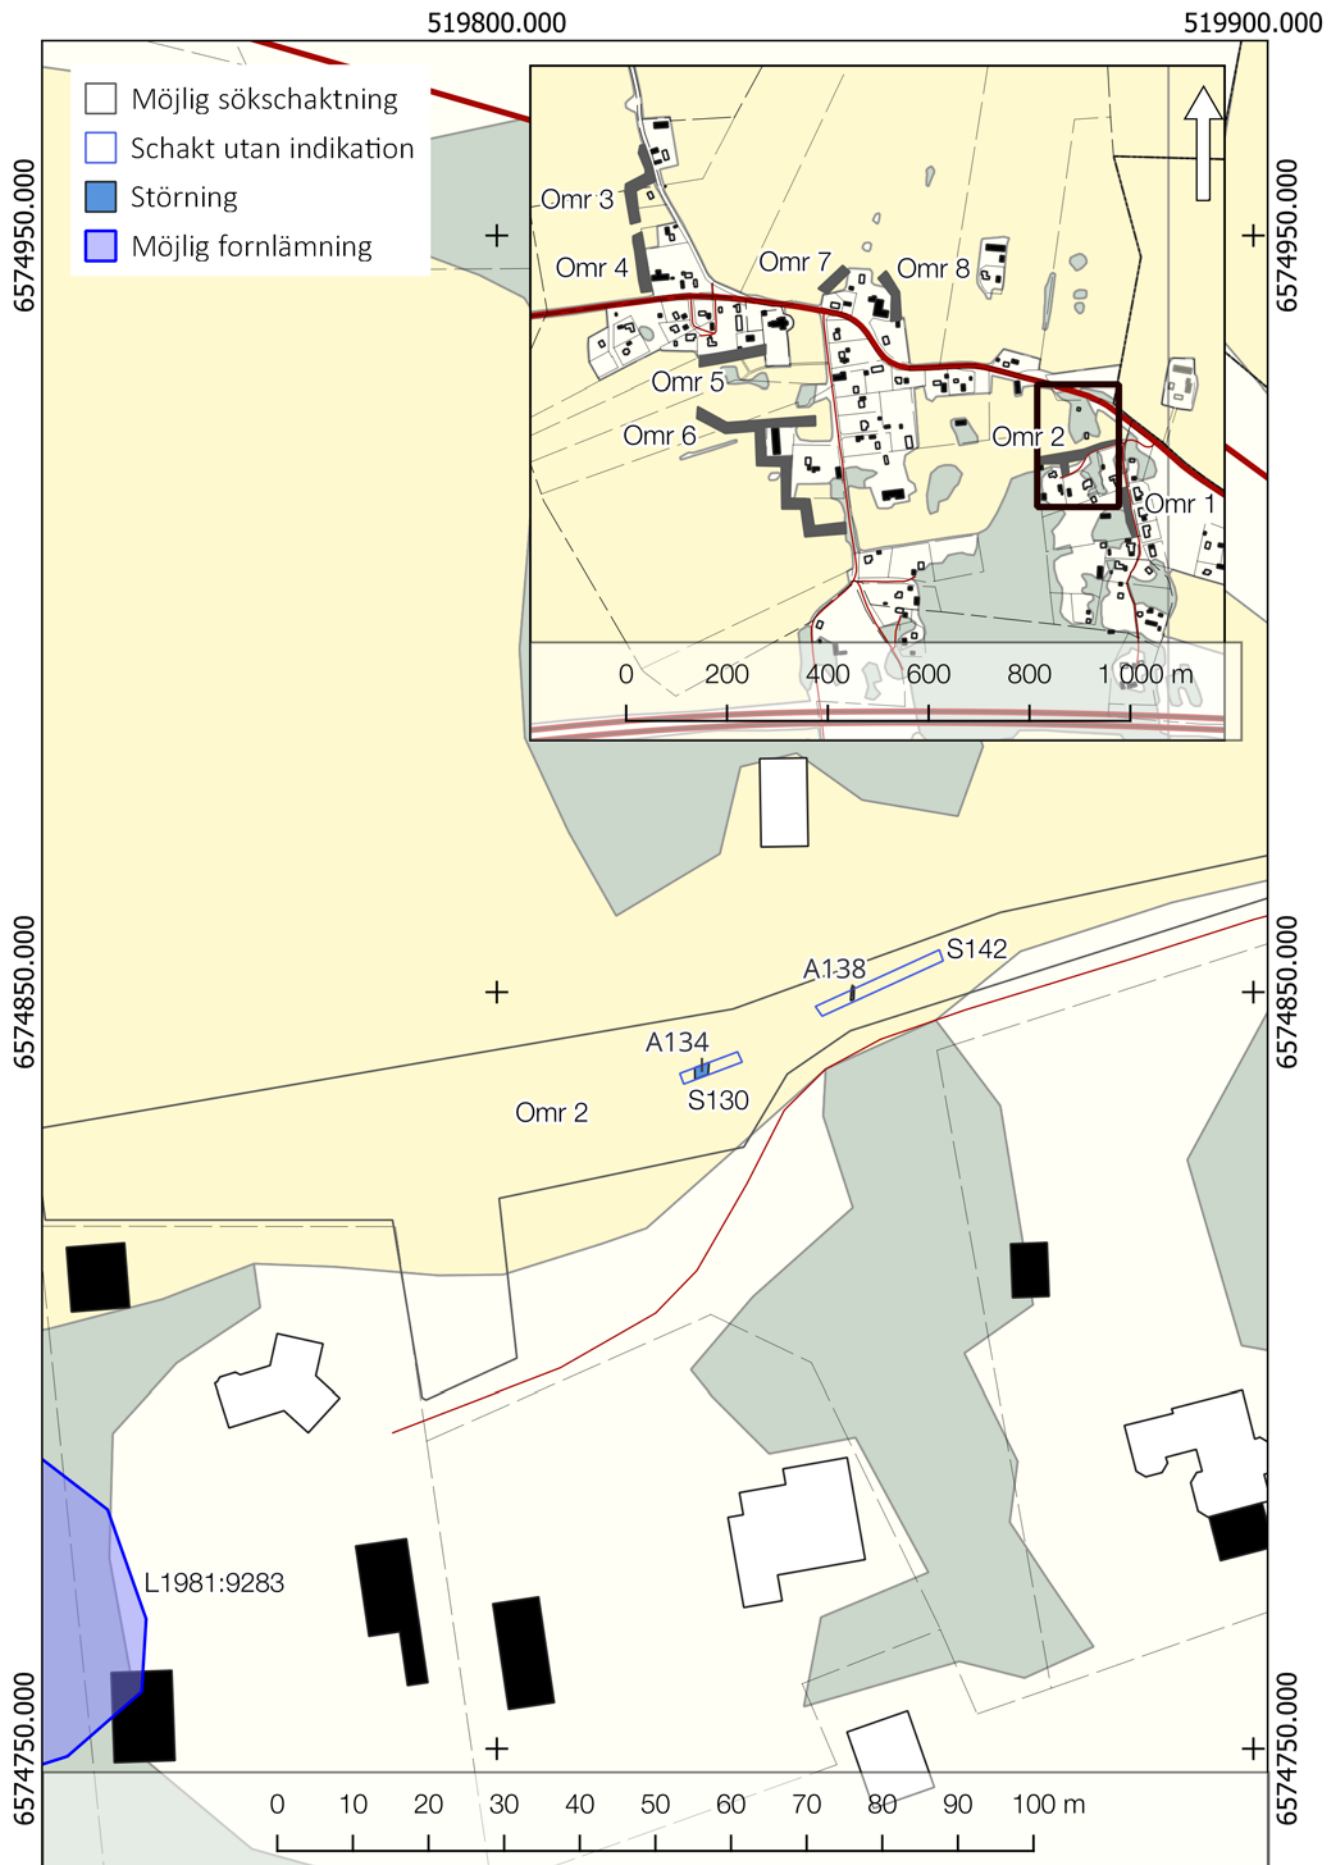 519800.000
519900.000
6574950.000
6574950.000
Möjlig sökschaktning
Schakt utan indikation
Störning
Möjlig fornlämning
Omr 3
Omr 4
Omr 7
Omr 8
Omr 5
Omr 6
Omr 2
Omr 1
0 200 400 600 800 1 000 m
6574850.000
6574850.000
S142
A138
A134
S130
Omr 2
L1981:9283
6574750.000
6574750.000
0 10 20 30 40 50 60 70 80 90 100 m